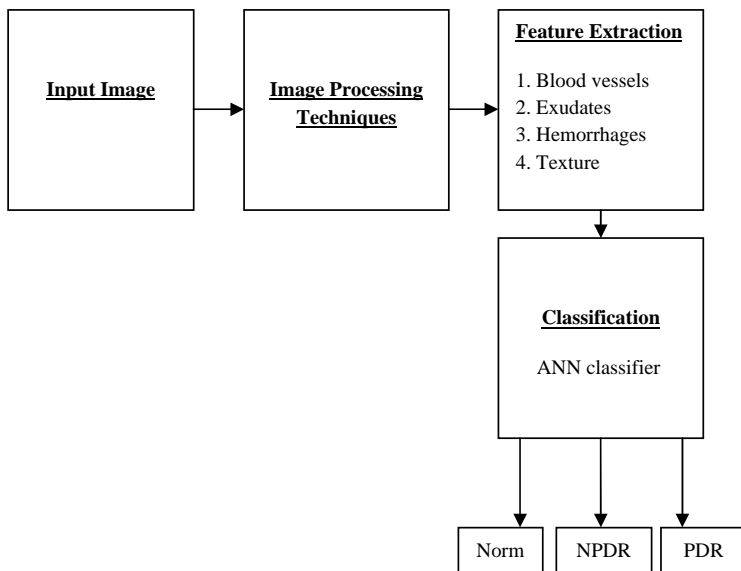 Input Image
Image Processing
Techniques
Feature Extraction
1. Blood vessels
2. Exudates
3. Hemorrhages
4. Texture
Classification
ANN classifier
Norm
NPDR
PDR